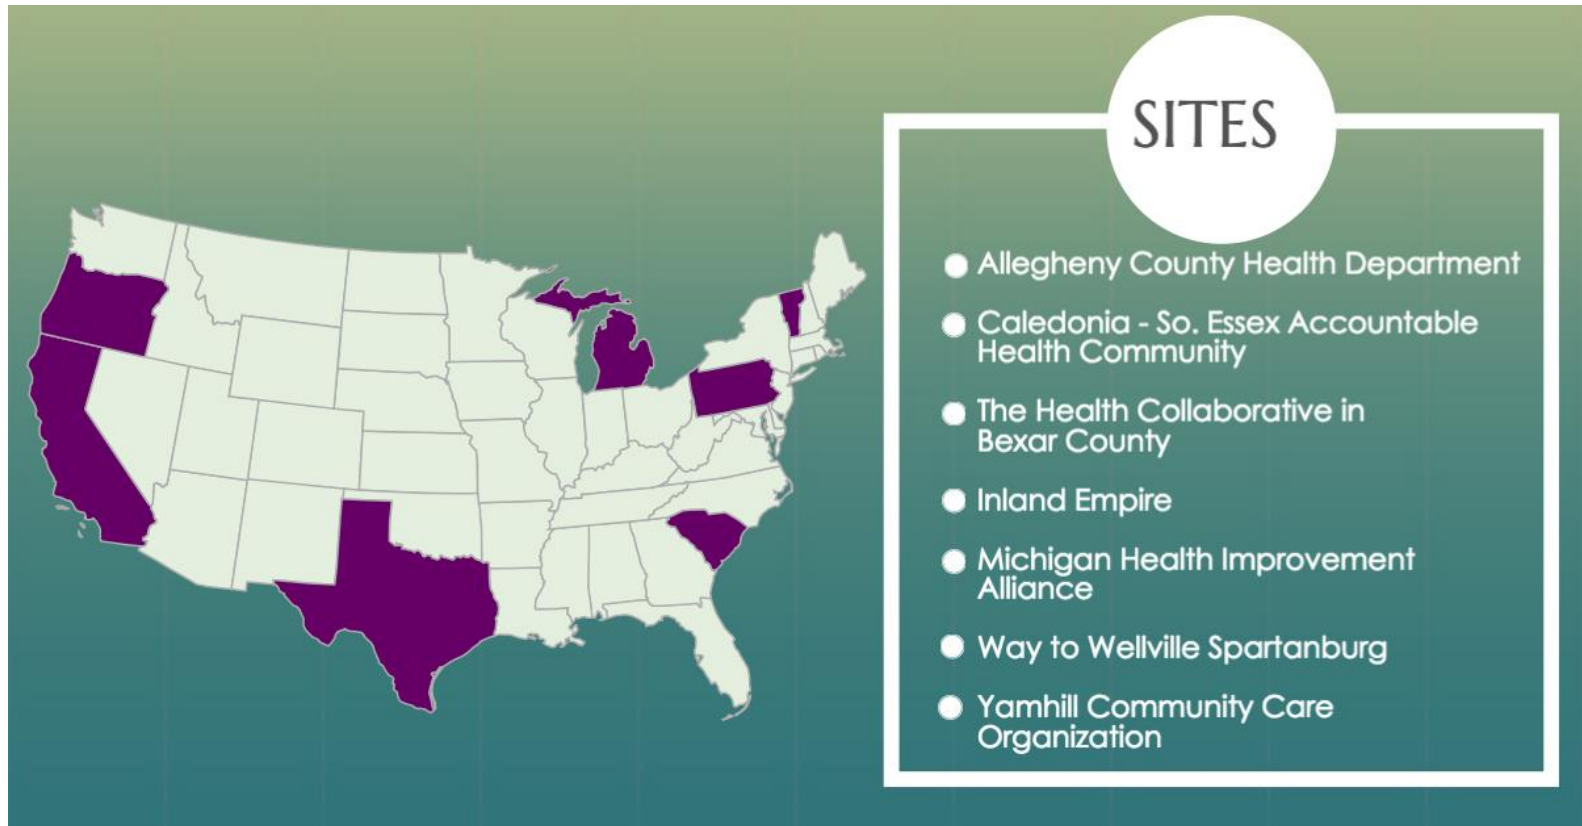 SITES
Allegheny County Health Department
Caledonia - So. Essex Accountable
Health Community
The Health Collaborative in
Bexar County
Inland Empire
Michigan Health Improvement
Alliance
Way to Wellville Spartanburg
Yamhill Community Care
Organization